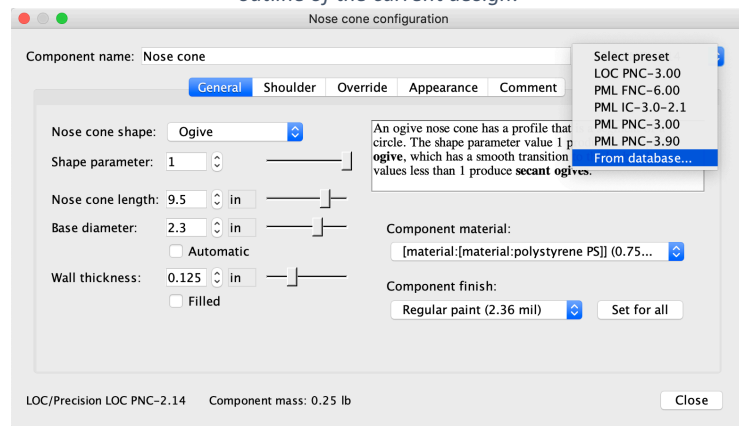 outline of the current design.
Nose cone configuration
Component name: Nose cone
Select preset
LOC PNC-3.00
PML FNC-6.00
PML IC-3.0-2.1
PML PNC-3.00
PML PNC-3.90
From database...
General Shoulder Override Appearance Comment
Nose cone shape: Ogive
An ogive nose cone has a profile that
circle. The shape parameter value 1 p
ogive, which has a smooth transition
values less than 1 produce secant ogives.
Shape parameter: 1
Nose cone length: 9.5 in
Base diameter: 2.3 in
Automatic
Wall thickness: 0.125 in
Filled
Component material:
[material:[material:polystyrene PS]] (0.75...
Component finish:
Regular paint (2.36 mil) Set for all
LOC/Precision LOC PNC-2.14 Component mass: 0.25 lb Close